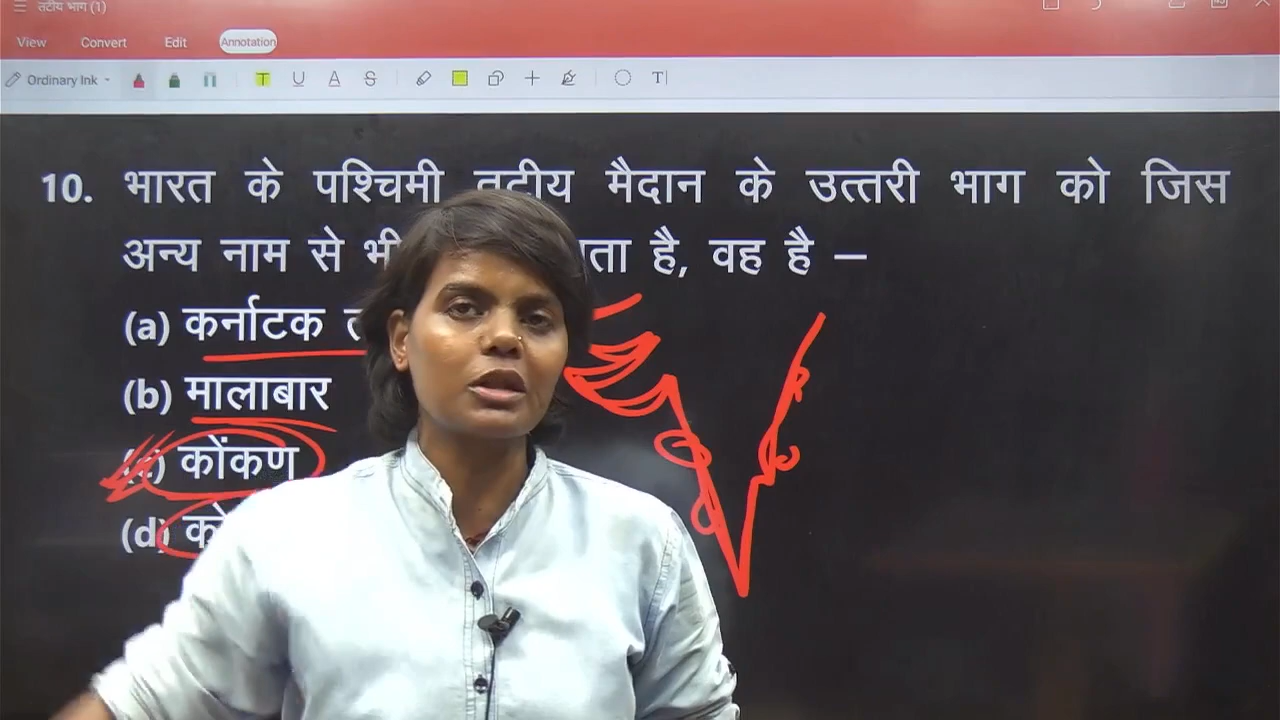 तटीय भाग (1)
View Convert Edit Annotation
Ordinary Ink T U A S T
10. भारत के पश्चिमी तटीय मैदान के उत्तरी भाग को जिस
अन्य नाम से भी है, वह है –
(a) कर्नाटक
(b) मालाबार
कोंकण
(d)